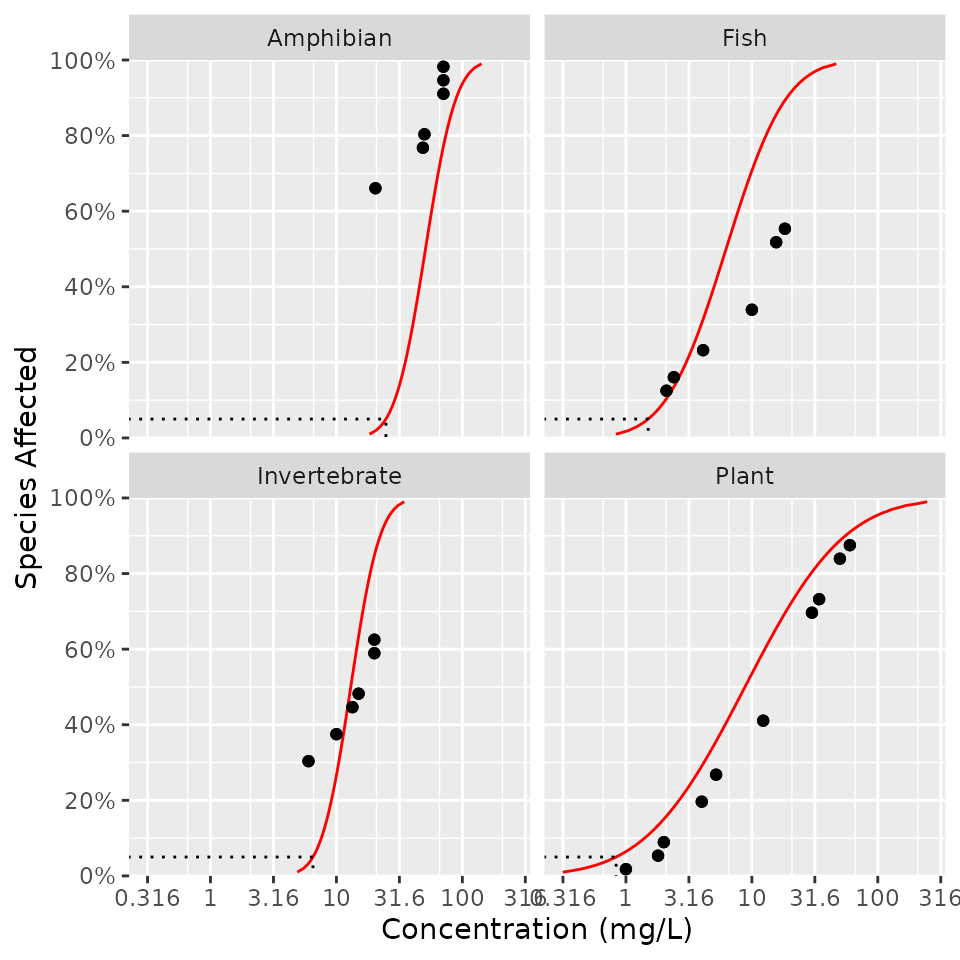 Amphibian Fish
100%
80%
60%
40%
20%
0%
Species Affected
Invertebrate Plant
100%
80%
60%
40%
20%
0%
0.316 1 3.16 10 31.6 100 316 0.316 1 3.16 10 31.6 100 316
Concentration (mg/L)